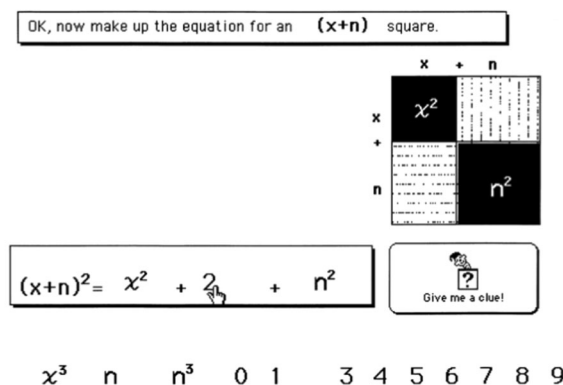 OK, now make up the equation for an (x+n) square.
x + n
x
+
n
x²
n²
(x+n)²= x² + 2 + n²
?
Give me a clue!
x³ n n³ 0 1 3 4 5 6 7 8 9